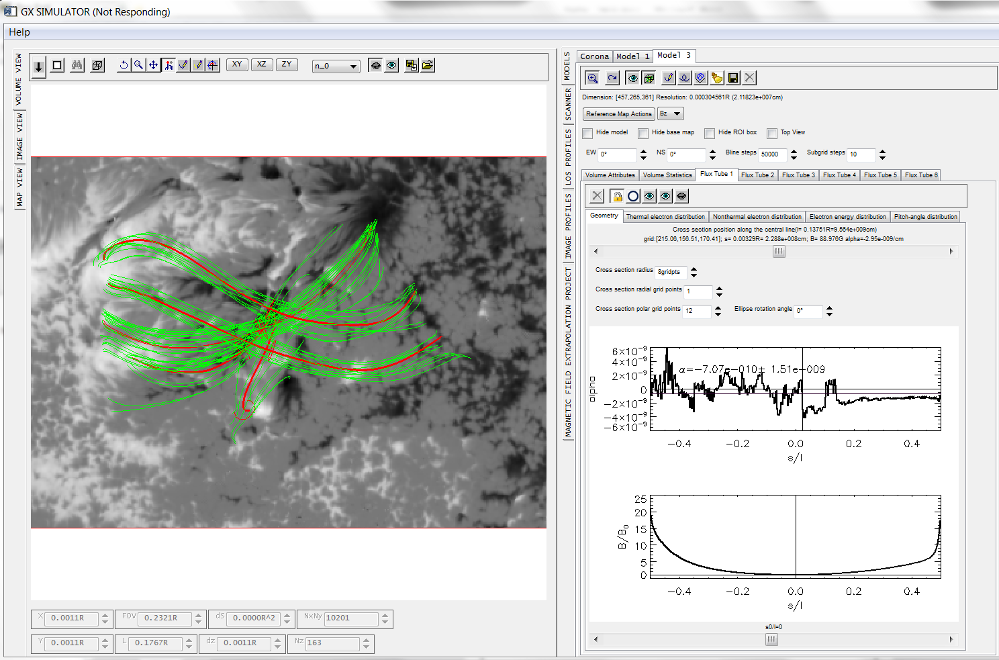 GX SIMULATOR (Not Responding)
Help
VOLUME VIEW
IMAGE VIEW
MAP VIEW
XY XZ ZY n_0
X 0.0011R FOV 0.2321R dS 0.0000R^2 NxNy 10201
Y 0.0011R L 0.1767R dz 0.0011R Nz 163
MODELS
SCANNER
LOS PROFILES
IMAGE PROFILES
MAGNETIC FIELD EXTRAPOLATION PROJECT
Corona Model 1 Model 3
Dimension: [457,265,361] Resolution: 0.000304561R (2.11823e+007cm)
Reference Map Actions Bz
Hide model Hide base map Hide ROI box Top View
EW 0° NS 0° Bline steps 50000 Subgrid steps 10
Volume Attributes Volume Statistics Flux Tube 1 Flux Tube 2 Flux Tube 3 Flux Tube 4 Flux Tube 5 Flux Tube 6
Geometry Thermal electron distribution Nonthermal electron distribution Electron energy distribution Pitch-angle distribution
Cross section position along the central line(l= 0.13751R=9.564e+009cm)
grid:[215.06,156.51,170.41]; s= 0.00329R= 2.288e+008cm; B= 88.976G alpha=-2.95e-009/cm
Cross section radius 8gridpts
Cross section radial grid points 1
Cross section polar grid points 12 Ellipse rotation angle 0°
6×10⁻⁹
4×10⁻⁹
α=−7.07e−010± 1.51e−009
2×10⁻⁹
0
−2×10⁻⁹
−4×10⁻⁹
−6×10⁻⁹
alpha
−0.4 −0.2 0.0 0.2 0.4
s/l
25
20
15
10
5
0
B/B₀
−0.4 −0.2 0.0 0.2 0.4
s/l
s0/l=0